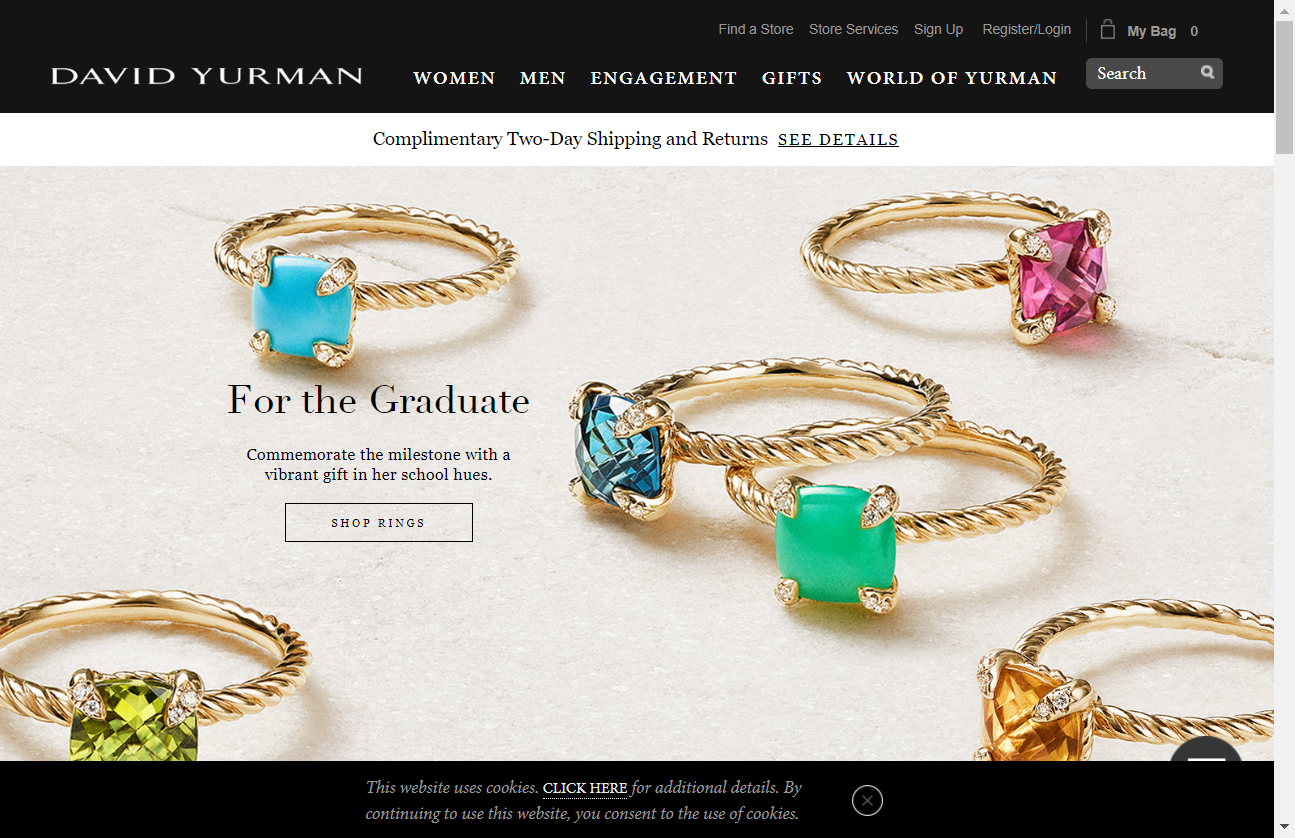 Find a Store Store Services Sign Up Register/Login My Bag 0
DAVID YURMAN WOMEN MEN ENGAGEMENT GIFTS WORLD OF YURMAN Search
Complimentary Two-Day Shipping and Returns SEE DETAILS
For the Graduate
Commemorate the milestone with a
vibrant gift in her school hues.
SHOP RINGS
This website uses cookies. CLICK HERE for additional details. By
continuing to use this website, you consent to the use of cookies.